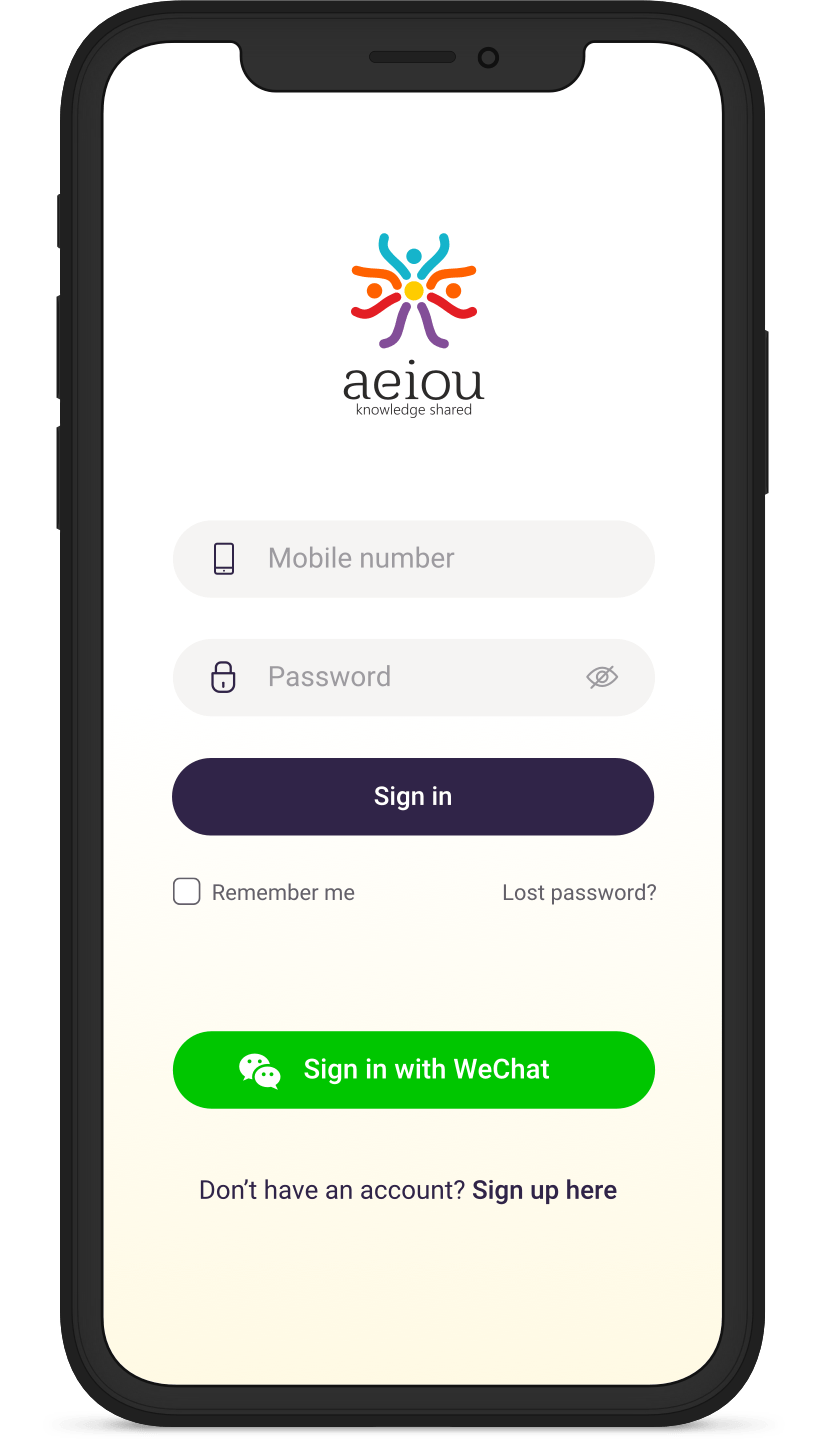 aeiou
knowledge shared
Mobile number
Password
Sign in
Remember me
Lost password?
Sign in with WeChat
Don’t have an account? Sign up here